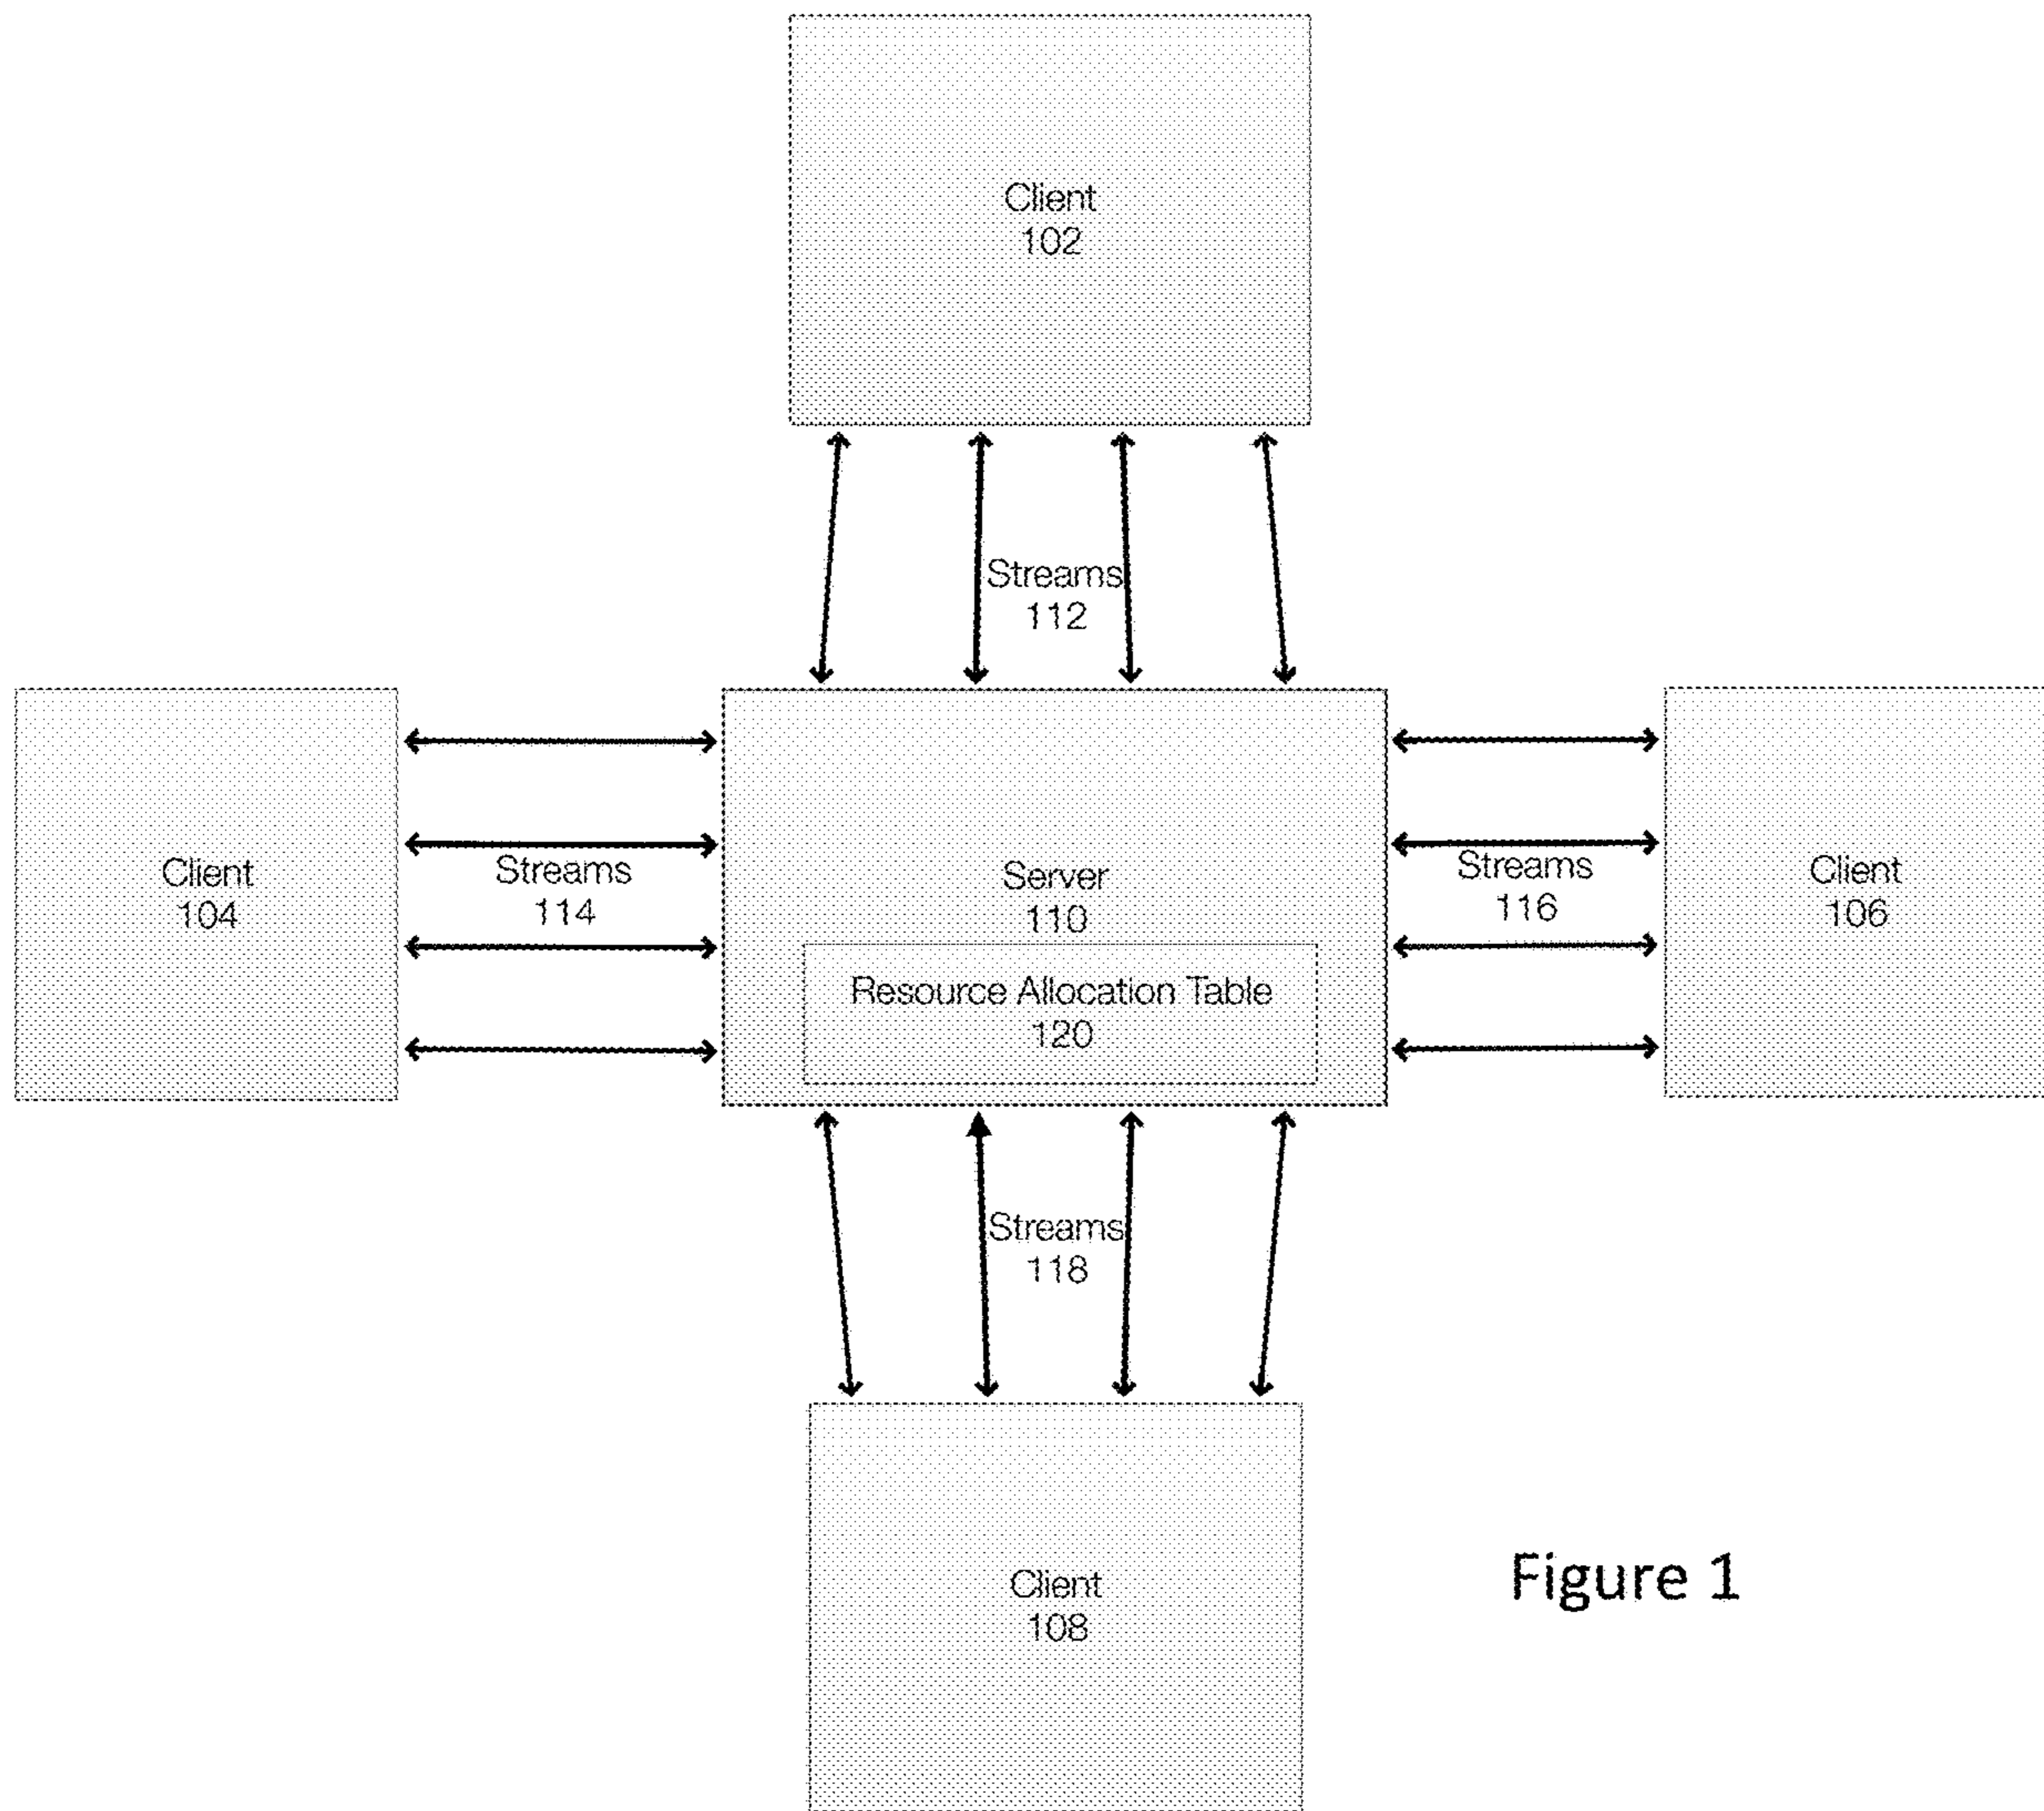 Client
102
Streams
112
Client
104
Streams
114
Server
110
Resource Allocation Table
120
Streams
116
Client
106
Streams
118
Client
108
Figure 1